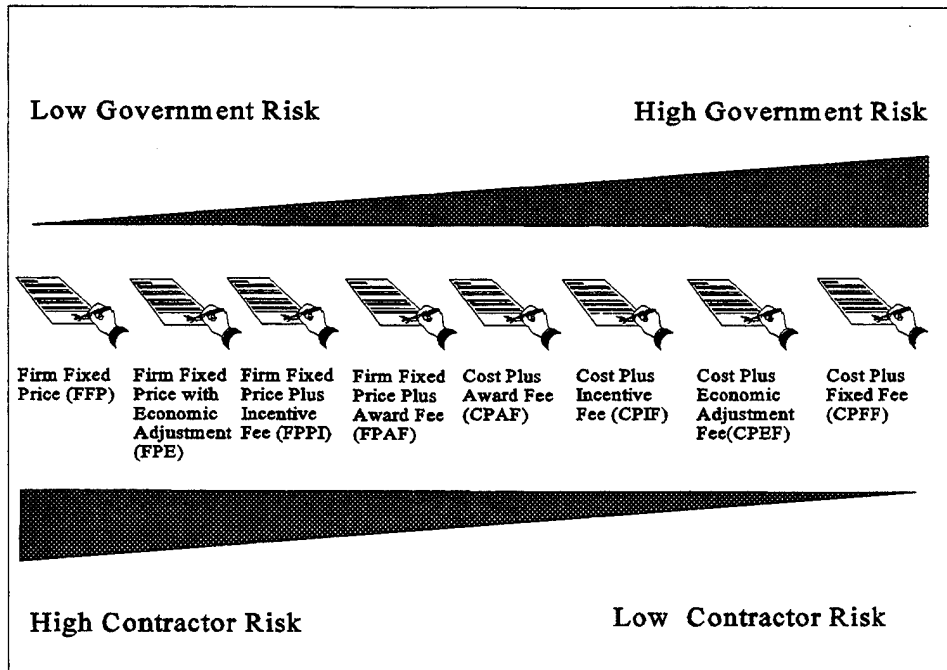 Low Government Risk
High Government Risk
Firm Fixed
Price (FFP)
Firm Fixed
Price with
Economic
Adjustment
(FPE)
Firm Fixed
Price Plus
Incentive
Fee (FPPI)
Firm Fixed
Price Plus
Award Fee
(FPAF)
Cost Plus
Award Fee
(CPAF)
Cost Plus
Incentive
Fee (CPIF)
Cost Plus
Economic
Adjustment
Fee(CPEF)
Cost Plus
Fixed Fee
(CPFF)
High Contractor Risk
Low Contractor Risk